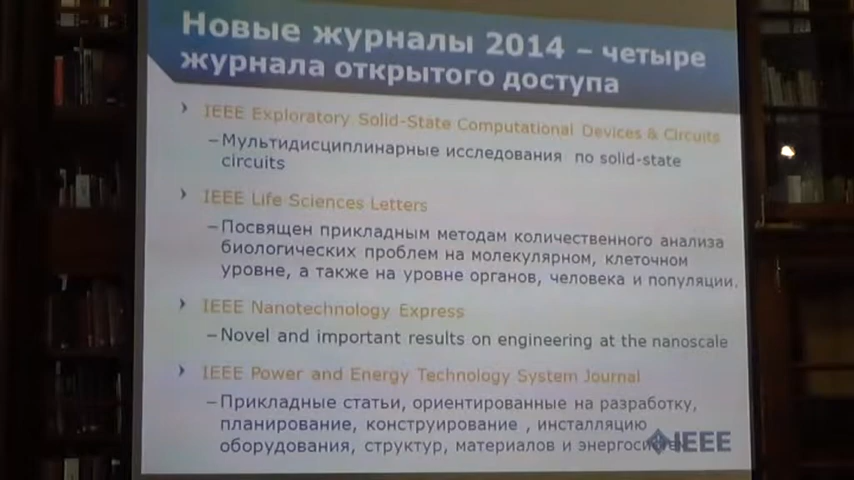 Новые журналы 2014 – четыре
журнала открытого доступа
IEEE Exploratory Solid-State Computational Devices & Circuits
–Мультидисциплинарные исследования по solid-state
circuits
IEEE Life Sciences Letters
–Посвящен прикладным методам количественного анализа
биологических проблем на молекулярном, клеточном
уровне, а также на уровне органов, человека и популяции.
IEEE Nanotechnology Express
–Novel and important results on engineering at the nanoscale
IEEE Power and Energy Technology System Journal
–Прикладные статьи, ориентированные на разработку,
планирование, конструирование , инсталляцию
оборудования, структур, материалов и
IEEE